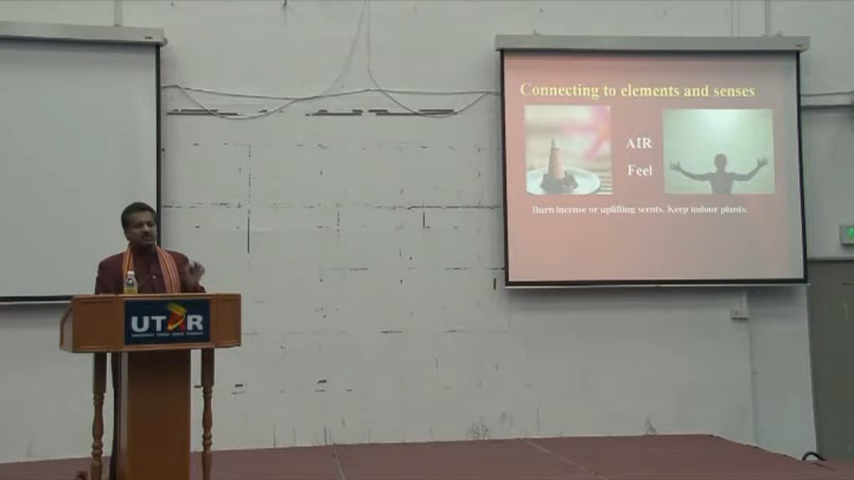 Connecting to elements and senses
AIR
Feel
Burn incense or uplifting scents. Keep indoor plants.
UTAR